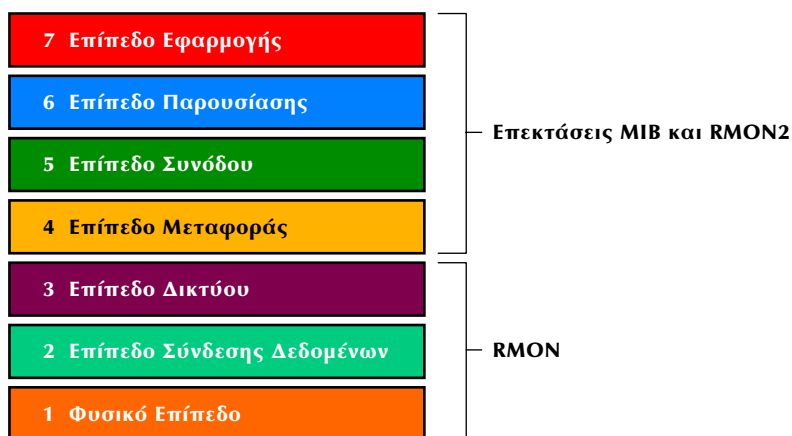 7 Επίπεδο Εφαρμογής
6 Επίπεδο Παρουσίασης
Επεκτάσεις MIB και RMON2
5 Επίπεδο Συνόδου
4 Επίπεδο Μεταφοράς
3 Επίπεδο Δικτύου
2 Επίπεδο Σύνδεσης Δεδομένων
RMON
1 Φυσικό Επίπεδο